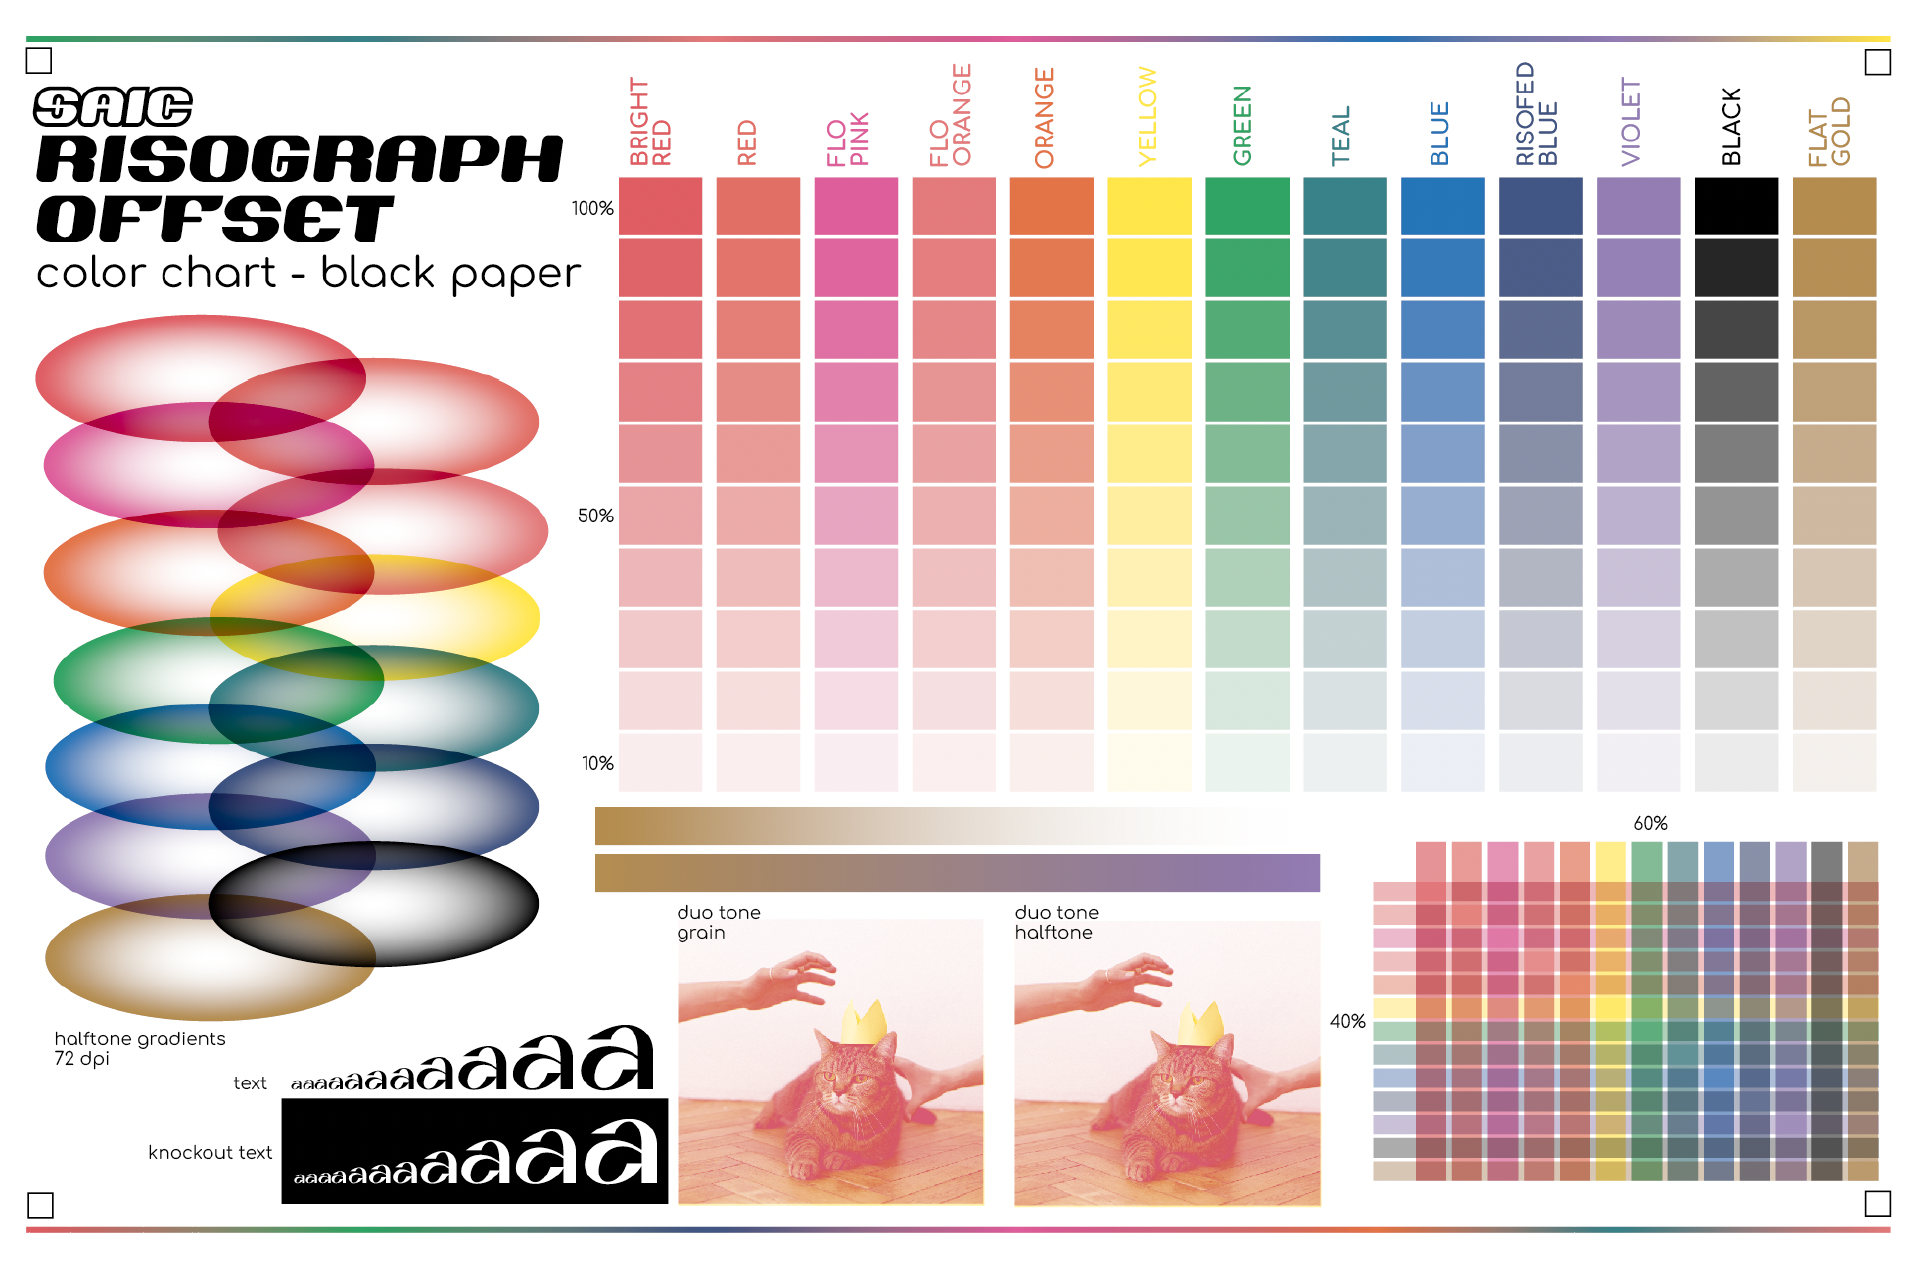 SAIC
RISOGRAPH
OFFSET
color chart - black paper
BRIGHT
RED
RED
FLO
PINK
FLO
ORANGE
ORANGE
YELLOW
GREEN
TEAL
BLUE
RISOFED
BLUE
VIOLET
BLACK
FLAT
GOLD
100%
50%
10%
60%
40%
duo tone
grain
duo tone
halftone
halftone gradients
72 dpi
text
aaaaaaaaaaa
knockout text
aaaaaaaaaaa